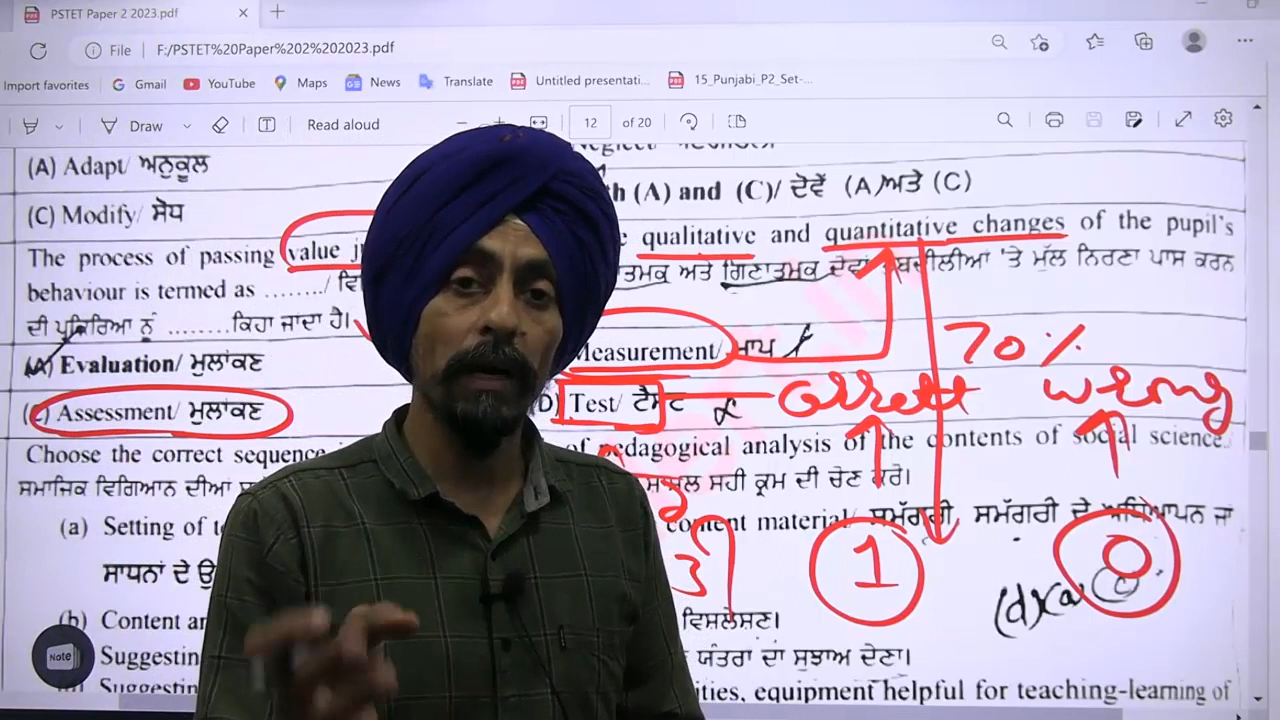 PSTET Paper 2 2023.pdf
File F:/PSTET%20Paper%202%202023.pdf
Import favorites Gmail YouTube Maps News Translate Untitled presentati... 15_Punjabi_P2_Set-...
Draw Read aloud 12 of 20
(A) Adapt/ ਅਨੁਕੂਲ
th (A) and (C)/ ਦੋਵੇਂ (A)ਅਤੇ (C)
(C) Modify/ ਸੋਧ
The process of passing value j e qualitative and quantitative changes of the pupil's
ਤਮਕ ਅਤੇ ਗਿਣਾਤਮਕ ਦੋਵਾਂ ਤਬਦੀਲੀਆਂ 'ਤੇ ਮੁੱਲ ਨਿਰਣਾ ਪਾਸ ਕਰਨ
behaviour is termed as ......../
ਦੀ ਪ੍ਰਕਿਰਿਆ ਨੂੰ ........ਕਿਹਾ ਜਾਂਦਾ ਹੈ।
70%
(A) Evaluation/ ਮੁਲਾਂਕਣ
Measurement/ ਮਾਪ
correct wrong
(C) Assessment/ ਮੁਲਾਂਕਣ
(D) Test/ ਟੈਸਟ
Choose the correct sequence of pedagogical analysis of the contents of social science.
ਸਮਾਜਿਕ ਵਿਗਿਆਨ ਦੀਆਂ ਸਹੀ ਕ੍ਰਮ ਦੀ ਚੋਣ ਕਰੋ।
(a) Setting of t content material/ ਸਮੱਗਰੀ, ਸਮੱਗਰੀ ਦੇ ਅਧਿਆਪਨ ਜਾ
ਸਾਧਨਾਂ ਦੇ ਉ
1 0
(b) Content an ਵਿਸਲੇਸ਼ਣ।
Note
Suggestin ਯੰਤਰਾਂ ਦਾ ਸੁਝਾਅ ਦੇਣਾ।
Suggestin ities, equipment helpful for teaching-learning of